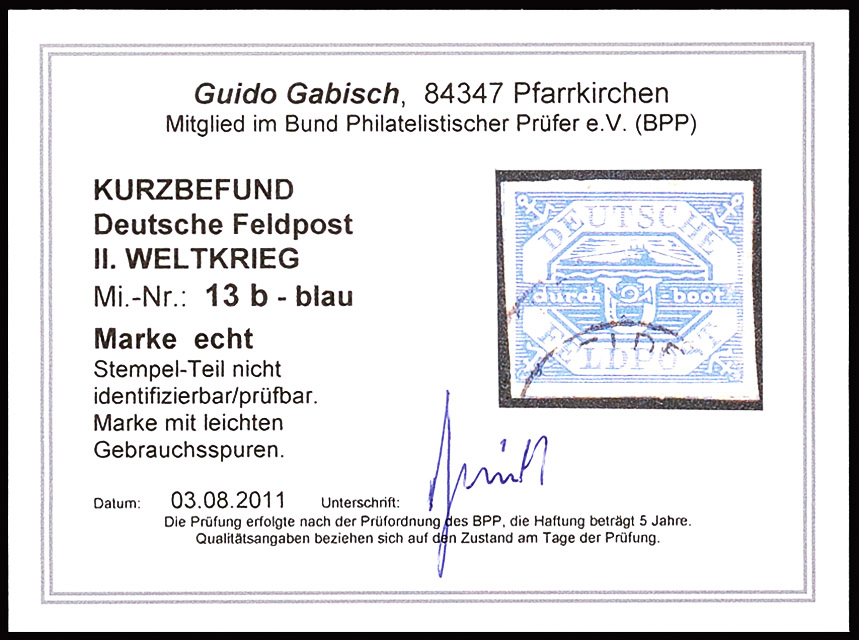 Guido Gabisch, 84347 Pfarrkirchen
Mitglied im Bund Philatelistischer Prüfer e.V. (BPP)
KURZBEFUND
Deutsche Feldpost
II. WELTKRIEG
Mi.-Nr.: 13 b - blau
Marke echt
Stempel-Teil nicht
identifizierbar/prüfbar.
Marke mit leichten
Gebrauchsspuren.
DEUTSCHE
durch U-boot
FELDPOST
Datum: 03.08.2011 Unterschrift:
Die Prüfung erfolgte nach der Prüfordnung des BPP, die Haftung beträgt 5 Jahre.
Qualitätsangaben beziehen sich auf den Zustand am Tage der Prüfung.